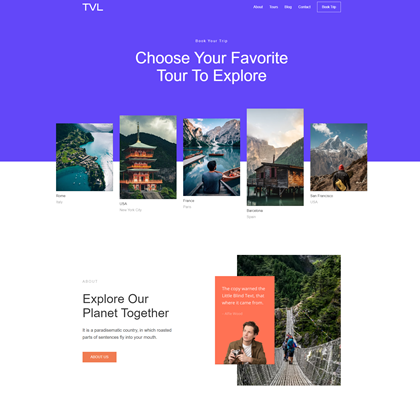 TVL
About
Team
Blog
Contact
Book Trip
Book Your Trip
Choose Your Favorite
Tour To Explore
Rome
Italy
USA
New York City
France
Paris
Barcelona
Spain
San Francisco
USA
ABOUT
Explore Our
Planet Together
It is a paradisematic country, in which roasted
parts of sentences fly into your mouth.
ABOUT US
The copy warned the
Little Blind Text, that
where it came from.